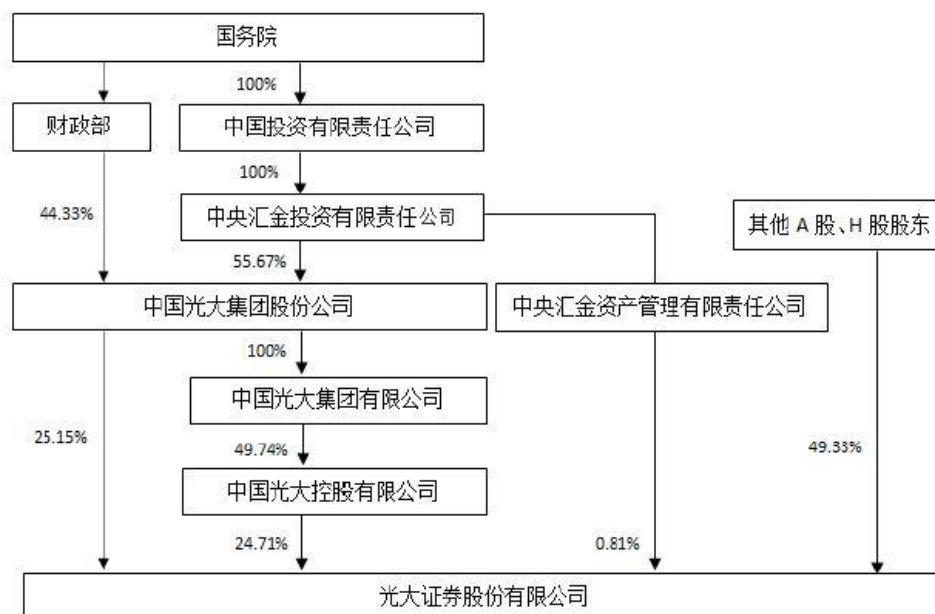 国务院
100%
财政部
中国投资有限责任公司
100%
44.33%
中央汇金投资有限责任公司
其他 A 股、H 股股东
55.67%
中国光大集团股份公司
中央汇金资产管理有限责任公司
100%
中国光大集团有限公司
25.15%
49.74%
49.33%
中国光大控股有限公司
24.71%
0.81%
光大证券股份有限公司